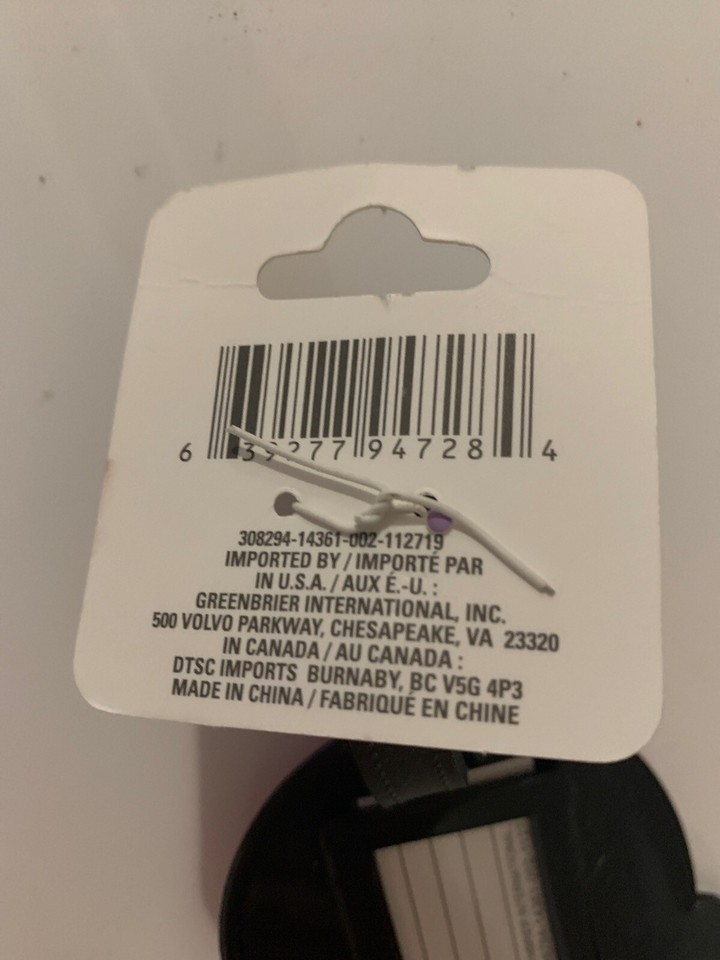 6 39277 94728 4
308294-14361-002-112719
IMPORTED BY / IMPORTÉ PAR
IN U.S.A. / AUX É.-U. :
GREENBRIER INTERNATIONAL, INC.
500 VOLVO PARKWAY, CHESAPEAKE, VA 23320
IN CANADA / AU CANADA :
DTSC IMPORTS BURNABY, BC V5G 4P3
MADE IN CHINA / FABRIQUÉ EN CHINE